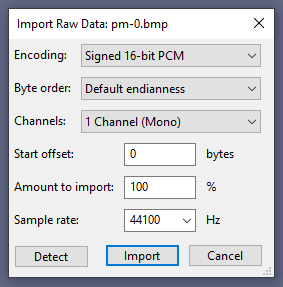 Import Raw Data: pm-0.bmp
Encoding: Signed 16-bit PCM
Byte order: Default endianness
Channels: 1 Channel (Mono)
Start offset: 0 bytes
Amount to import: 100 %
Sample rate: 44100 Hz
Detect Import Cancel